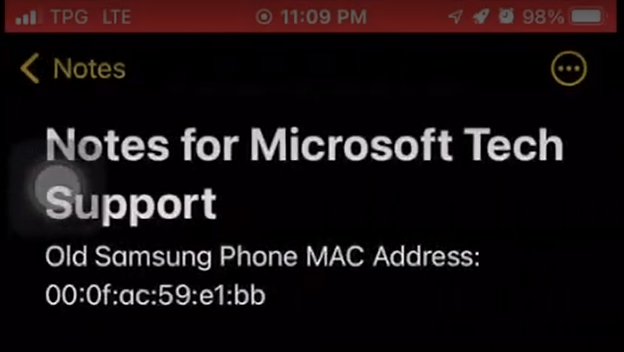 TPG LTE 11:09 PM 98%
Notes
Notes for Microsoft Tech
Support
Old Samsung Phone MAC Address:
00:0f:ac:59:e1:bb